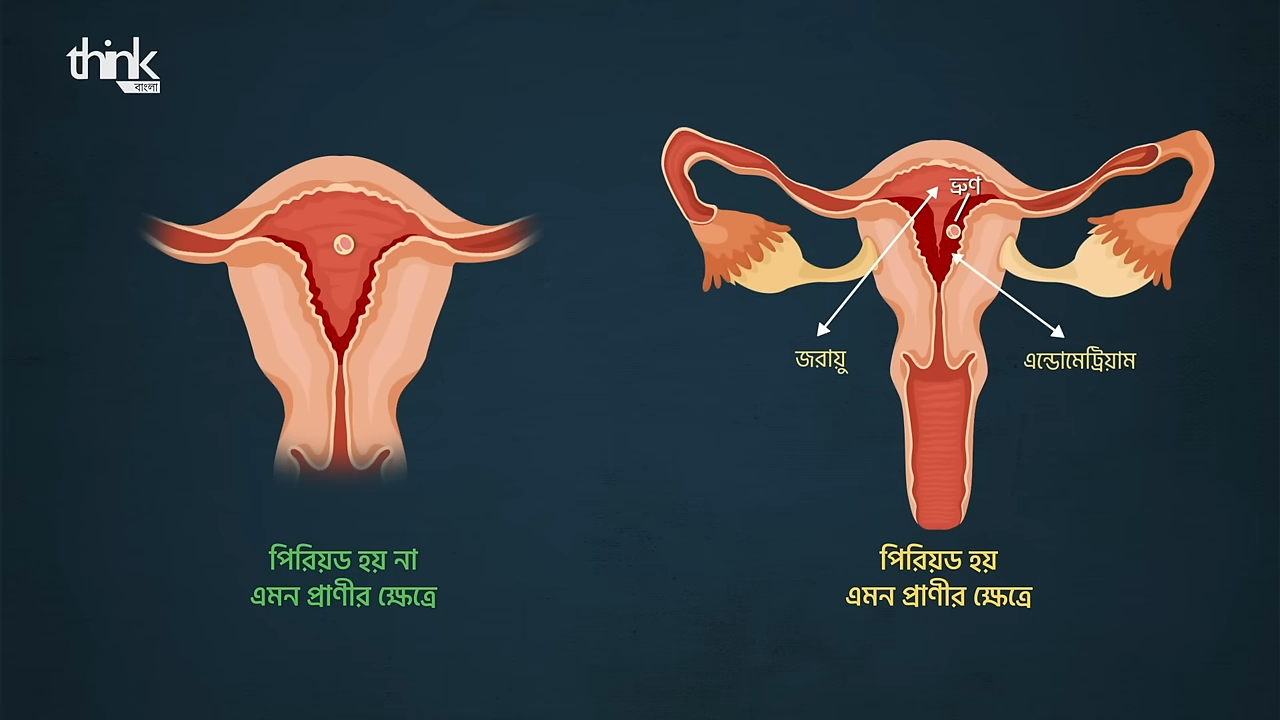 think
বাংলা
ভ্রুণ
জরায়ু
এন্ডোমেট্রিয়াম
পিরিয়ড হয় না
এমন প্রাণীর ক্ষেত্রে
পিরিয়ড হয়
এমন প্রাণীর ক্ষেত্রে